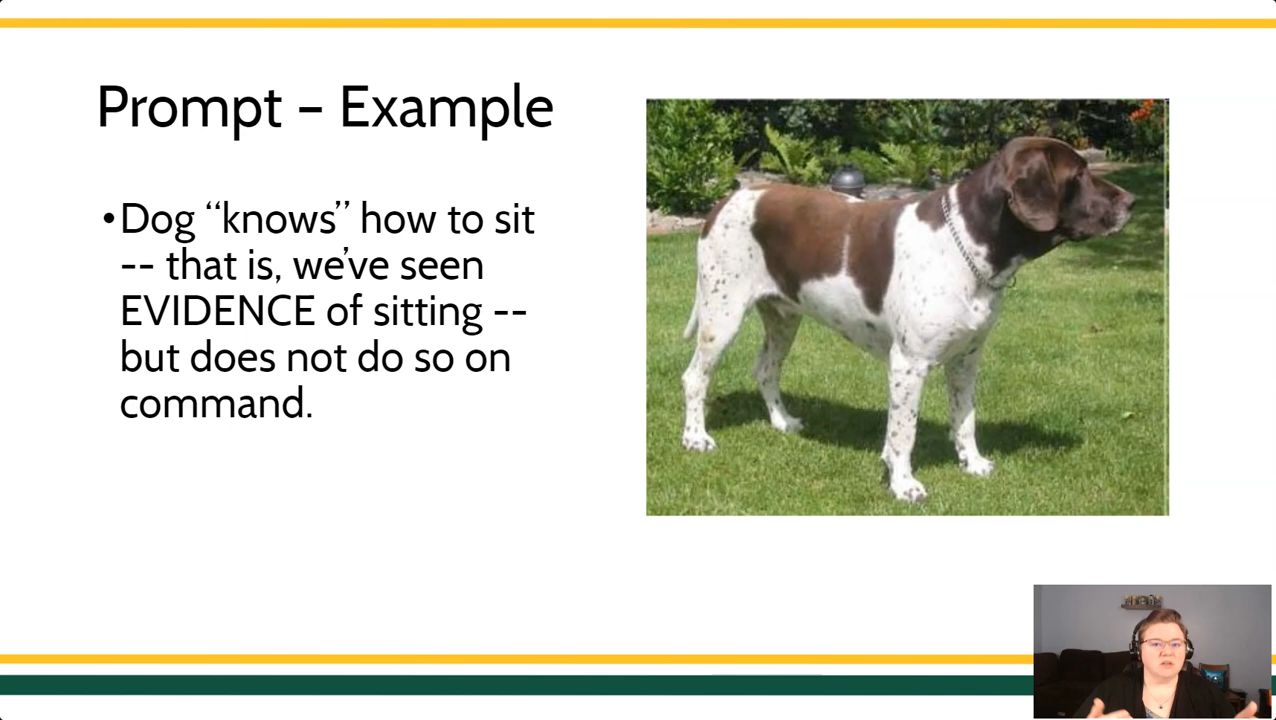 Prompt – Example
•Dog “knows” how to sit
-- that is, we’ve seen
EVIDENCE of sitting --
but does not do so on
command.